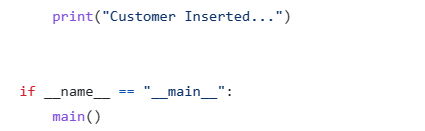 print("Customer Inserted...")
if __name__ == "__main__":
    main()